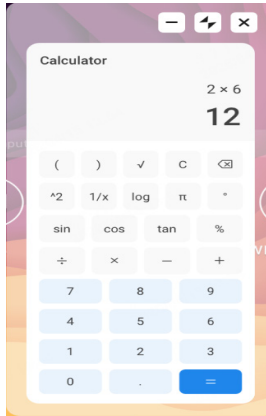 Calculator
2 × 6
12
( ) √ C
^2 1/x log π °
sin cos tan %
÷ × − +
7 8 9
4 5 6
1 2 3
0 . =